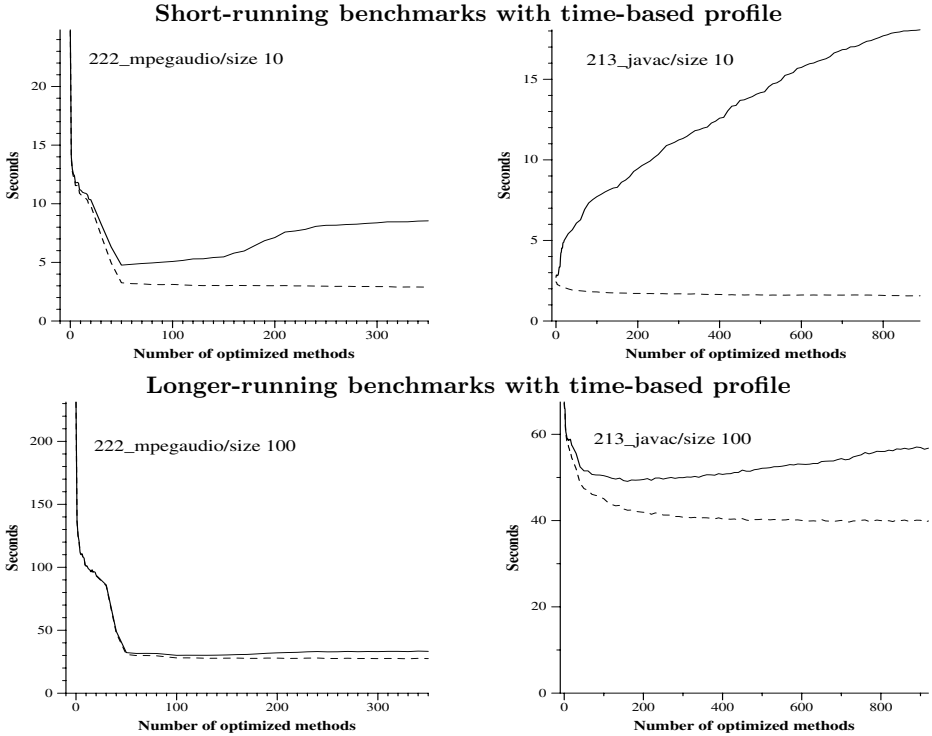 Short-running benchmarks with time-based profile
222_mpegaudio/size 10
20
15
10
5
0
Seconds
0 100 200 300
Number of optimized methods
213_javac/size 10
15
10
5
0
Seconds
0 200 400 600 800
Number of optimized methods
Longer-running benchmarks with time-based profile
222_mpegaudio/size 100
200
150
100
50
0
Seconds
0 100 200 300
Number of optimized methods
213_javac/size 100
60
40
20
0
Seconds
0 200 400 600 800
Number of optimized methods